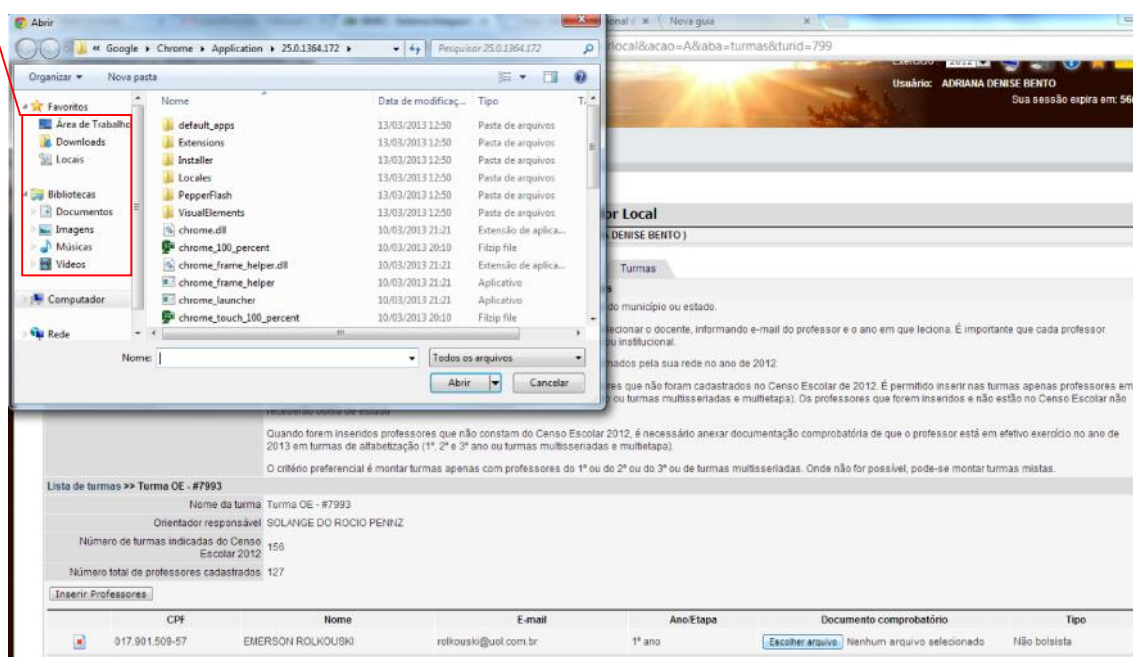 Abrir
Google ▸ Chrome ▸ Application ▸ 25.0.1364.172 ▸
Pesquisar 25.0.1364.172
Organizar
Nova pasta
Favoritos
Área de Trabalho
Downloads
Locais
Bibliotecas
Documentos
Imagens
Músicas
Vídeos
Computador
Rede
Nome Data de modificaç... Tipo
default_apps 13/03/2013 12:50 Pasta de arquivos
Extensions 13/03/2013 12:50 Pasta de arquivos
Installer 13/03/2013 12:50 Pasta de arquivos
Locales 13/03/2013 12:50 Pasta de arquivos
PepperFlash 13/03/2013 12:50 Pasta de arquivos
VisualElements 13/03/2013 12:50 Pasta de arquivos
chrome.dll 10/03/2013 21:21 Extensão de aplica...
chrome_100_percent 10/03/2013 20:10 Filzip file
chrome_frame_helper.dll 10/03/2013 21:21 Extensão de aplica...
chrome_frame_helper 10/03/2013 21:21 Aplicativo
chrome_launcher 10/03/2013 21:21 Aplicativo
chrome_touch_100_percent 10/03/2013 20:10 Filzip file
Nome:
Todos os arquivos
Abrir
Cancelar
Nova guia
local&acao=A&aba=turmas&turid=799
2012
Usuário: ADRIANA DENISE BENTO
Sua sessão expira em: 56
or Local
DENISE BENTO )
Turmas
do município ou estado.
lecionar o docente, informando e-mail do professor e o ano em que leciona. É importante que cada professor
ou institucional.
mados pela sua rede no ano de 2012.
res que não foram cadastrados no Censo Escolar de 2012. É permitido inserir nas turmas apenas professores em
o ou turmas multisseriadas e multietapa). Os professores que forem inseridos e não estão no Censo Escolar não
receberão bolsa de estudo
Quando forem inseridos professores que não constam do Censo Escolar 2012, é necessário anexar documentação comprobatória de que o professor está em efetivo exercício no ano de
2013 em turmas de alfabetização (1º, 2º e 3º ano ou turmas multisseriadas e multietapa).
O critério preferencial é montar turmas apenas com professores do 1º ou do 2º ou do 3º ou de turmas multisseriadas. Onde não for possível, pode-se montar turmas mistas.
Lista de turmas >> Turma OE - #7993
Nome da turma Turma OE - #7993
Orientador responsável SOLANGE DO ROCIO PENNZ
Número de turmas indicadas do Censo
Escolar 2012 156
Número total de professores cadastrados 127
Inserir Professores
CPF Nome E-mail Ano/Etapa Documento comprobatório Tipo
017.901.509-57 EMERSON ROLKOUSKI rolkouski@uol.com.br 1º ano Escolher arquivo Nenhum arquivo selecionado Não bolsista